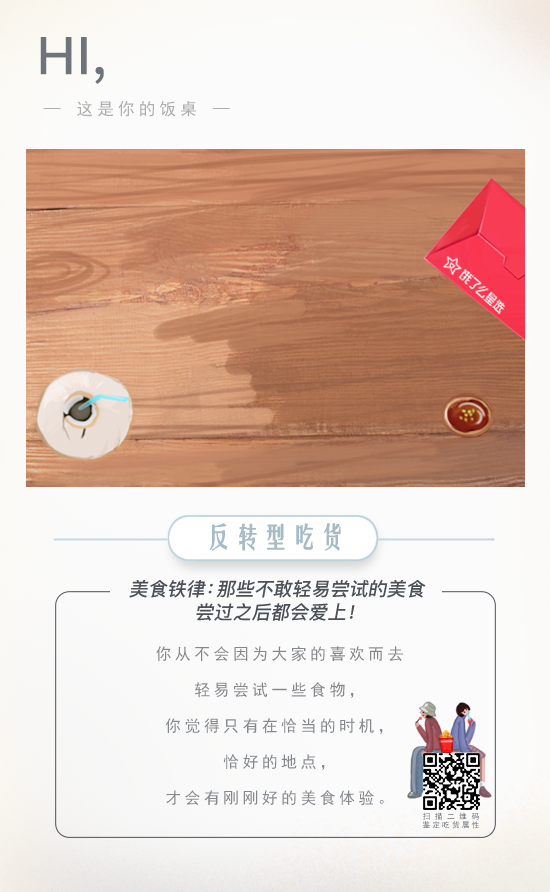 HI,
— 这是你的饭桌 —
饿了么星选
反转型吃货
美食铁律：那些不敢轻易尝试的美食
尝过之后都会爱上！
你从不会因为大家的喜欢而去
轻易尝试一些食物，
你觉得只有在恰当的时机，
恰好的地点，
才会有刚刚好的美食体验。
扫描二维码
鉴定吃货属性